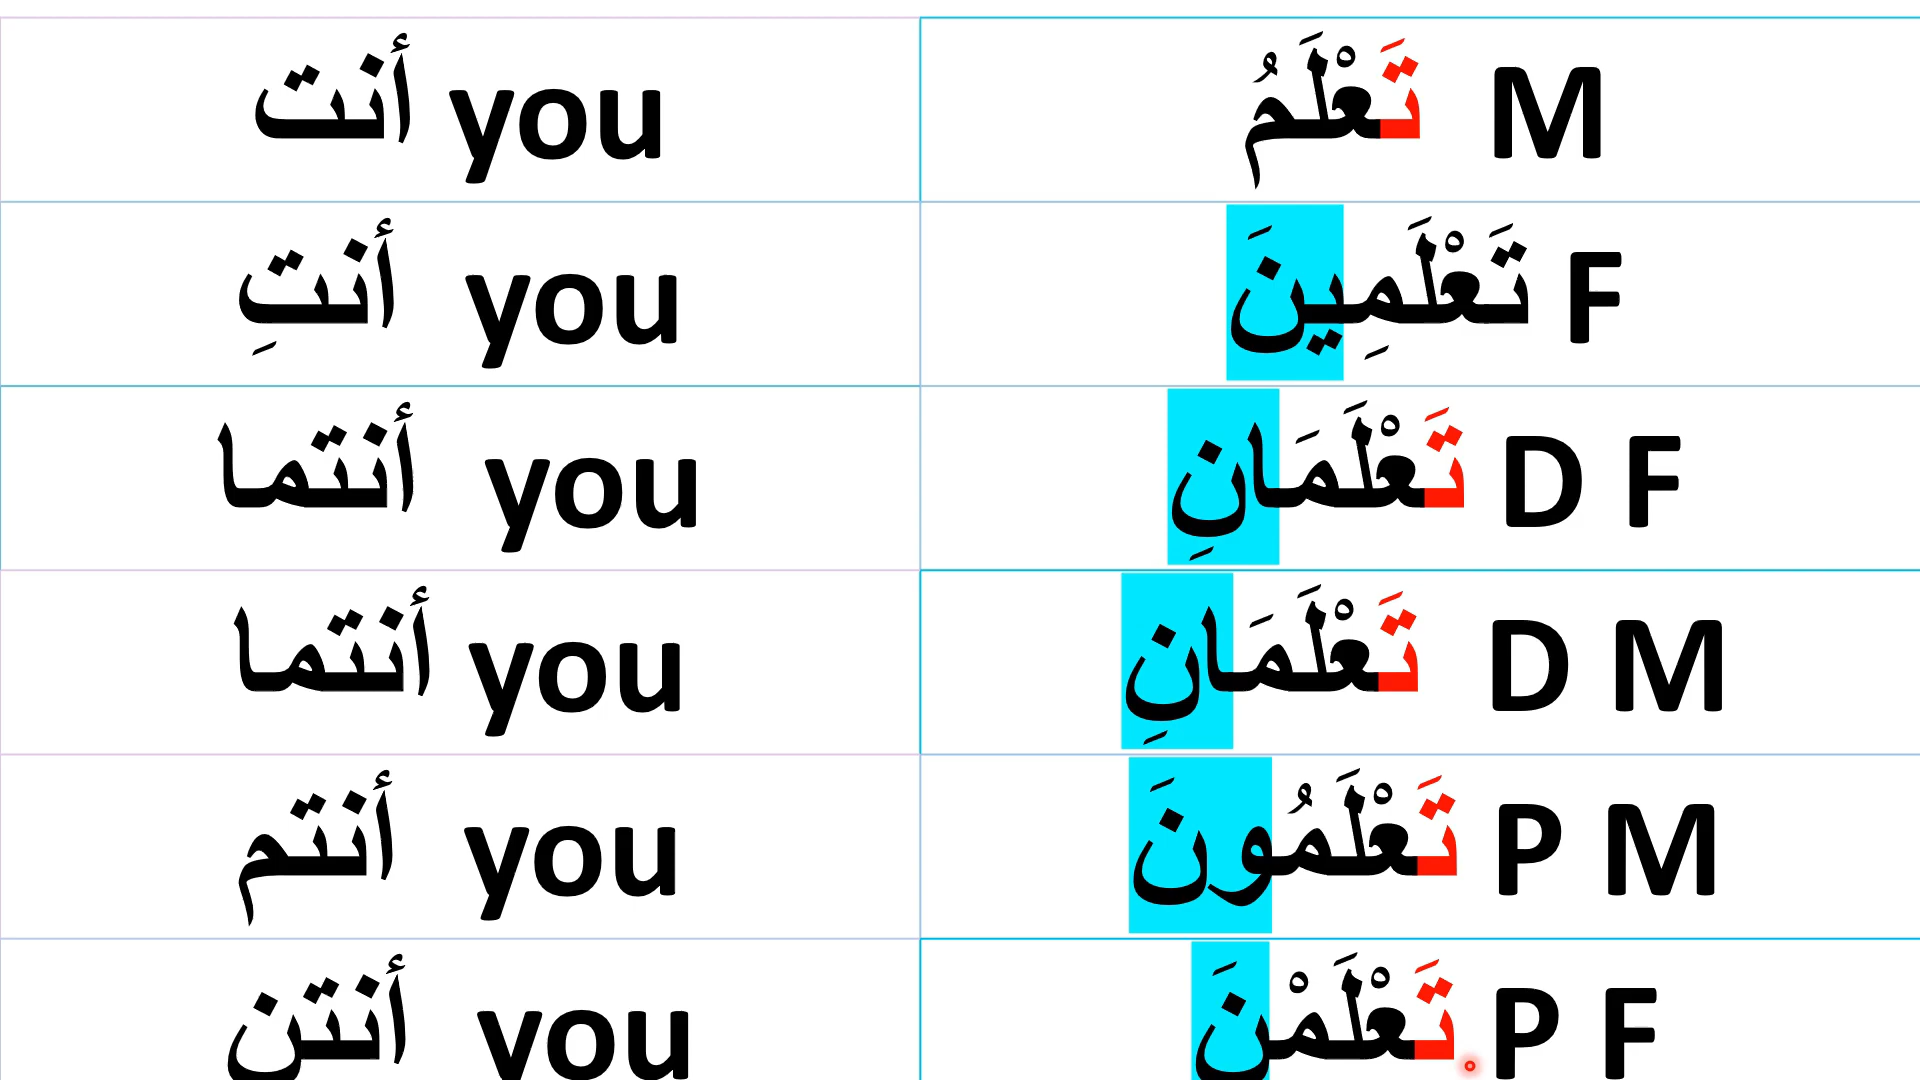 أنت you تَعْلَمُ M
أنتِ you تَعْلَمِينَ F
أنتما you تَعْلَمَانِ D F
أنتما you تَعْلَمَانِ D M
أنتم you تَعْلَمُونَ P M
أنتن you تَعْلَمْنَ P F